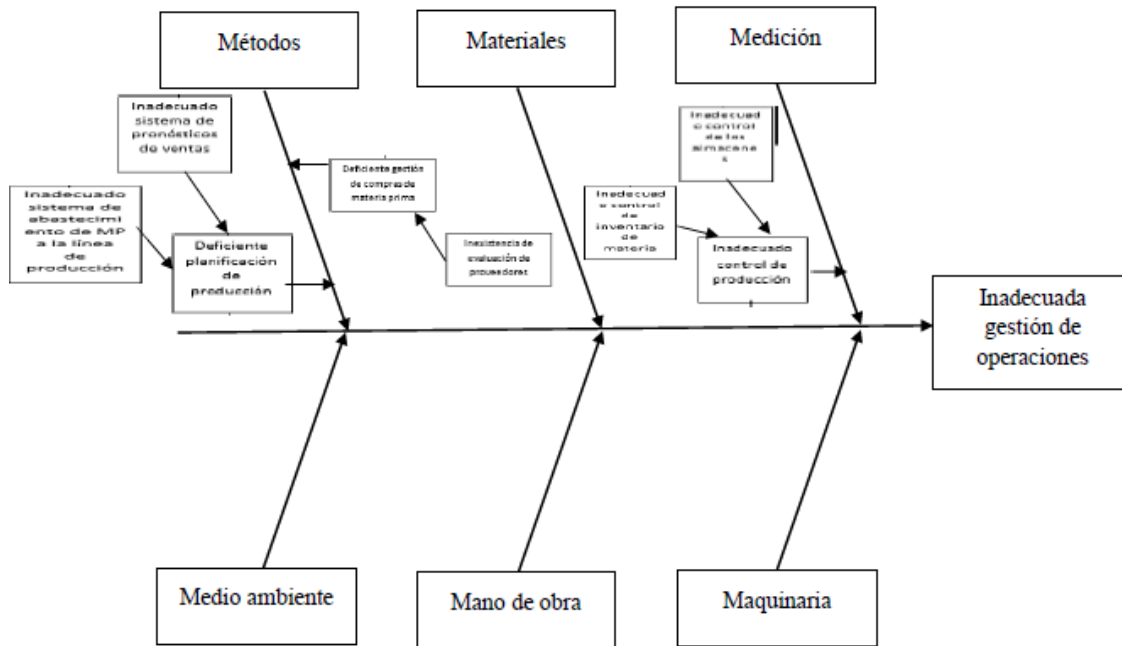 Métodos
Materiales
Medición
Inadecuado
sistema de
pronósticos
de ventas
Inadecuad
o control
de los
almacene
s
Deficiente gestión
de compras de
materia prima
Inadecuado
sistema de
abastecimi
ento de MP
a la línea
de
producción
Deficiente
planificación
de
producción
Inexistencia de
evaluación de
proveedores
Inadecuad
o control
de
inventario de
materia
Inadecuado
control de
producción
Inadecuada
gestión de
operaciones
Medio ambiente
Mano de obra
Maquinaria